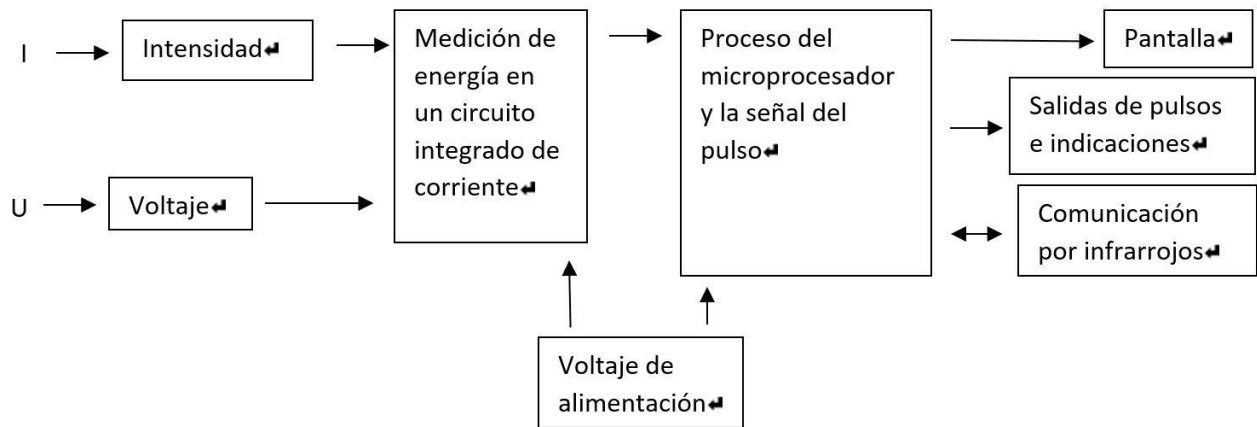 I
Intensidad↵
Medición de
energía en
un circuito
integrado de
corriente↵
Proceso del
microprocesador
y la señal del
pulso↵
Pantalla↵
Salidas de pulsos
e indicaciones↵
U
Voltaje↵
Comunicación
por infrarrojos↵
Voltaje de
alimentación↵